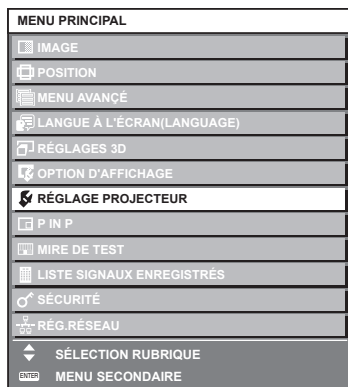 MENU PRINCIPAL
IMAGE
POSITION
MENU AVANÇÉ
LANGUE À L'ÉCRAN(LANGUAGE)
RÉGLAGES 3D
OPTION D'AFFICHAGE
RÉGLAGE PROJECTEUR
P IN P
MIRE DE TEST
LISTE SIGNAUX ENREGISTRÉS
SÉCURITÉ
RÉG.RÉSEAU
SÉLECTION RUBRIQUE
ENTER MENU SECONDAIRE